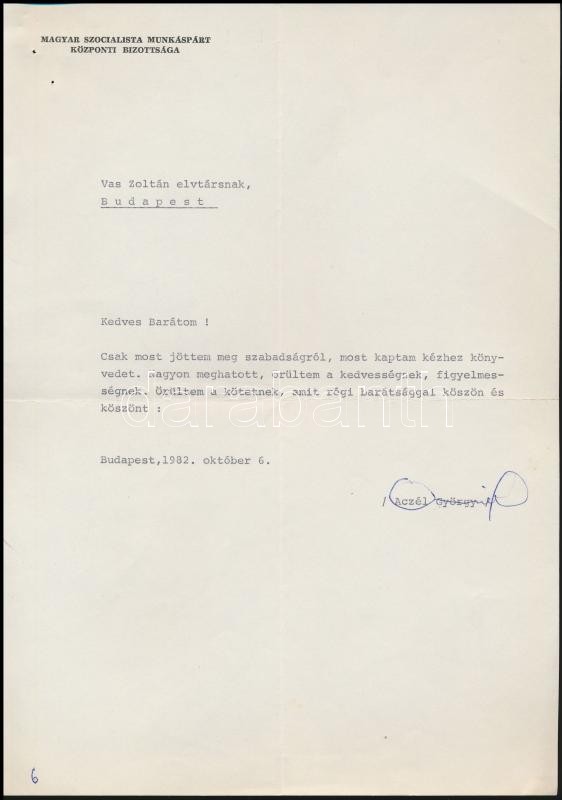 MAGYAR SZOCIALISTA MUNKÁSPÁRT
KÖZPONTI BIZOTTSÁGA
Vas Zoltán elvtársnak,
B u d a p e s t
Kedves Barátom !
Csak most jöttem meg szabadságról, most kaptam kézhez köny-
vedet. Nagyon meghatott, örültem a kedvességnek, figyelmes-
ségnek. Örültem a kötetnek, amit régi barátsággal köszön és
köszönt :
darabanth
Budapest,1982. október 6.
/ Aczél György /
6